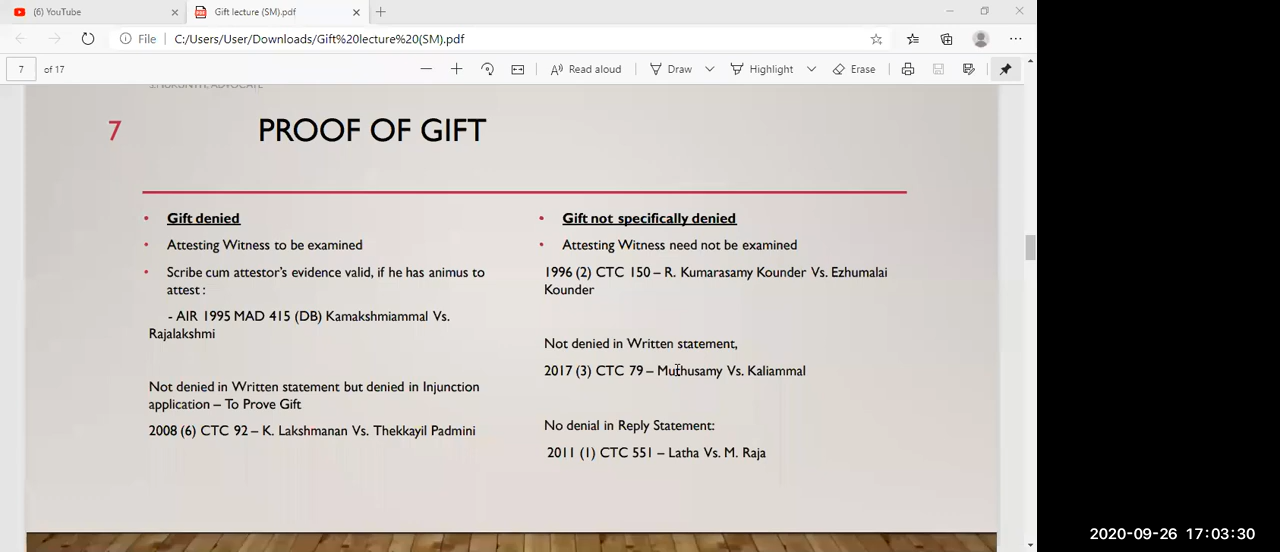 (6) YouTube
Gift lecture (SM).pdf
File
C:/Users/User/Downloads/Gift%20lecture%20(SM).pdf
7 of 17
Read aloud
Draw
Highlight
Erase
ADVOCATE
7
PROOF OF GIFT
• Gift denied
• Attesting Witness to be examined
• Scribe cum attestor's evidence valid, if he has animus to
attest :
- AIR 1995 MAD 415 (DB) Kamakshmiammal Vs.
Rajalakshmi
Not denied in Written statement but denied in Injunction
application – To Prove Gift
2008 (6) CTC 92 – K. Lakshmanan Vs. Thekkayil Padmini
• Gift not specifically denied
• Attesting Witness need not be examined
1996 (2) CTC 150 – R. Kumarasamy Kounder Vs. Ezhumalai
Kounder
Not denied in Written statement,
2017 (3) CTC 79 – Muthusamy Vs. Kaliammal
No denial in Reply Statement:
2011 (1) CTC 551 – Latha Vs. M. Raja
2020-09-26 17:03:30